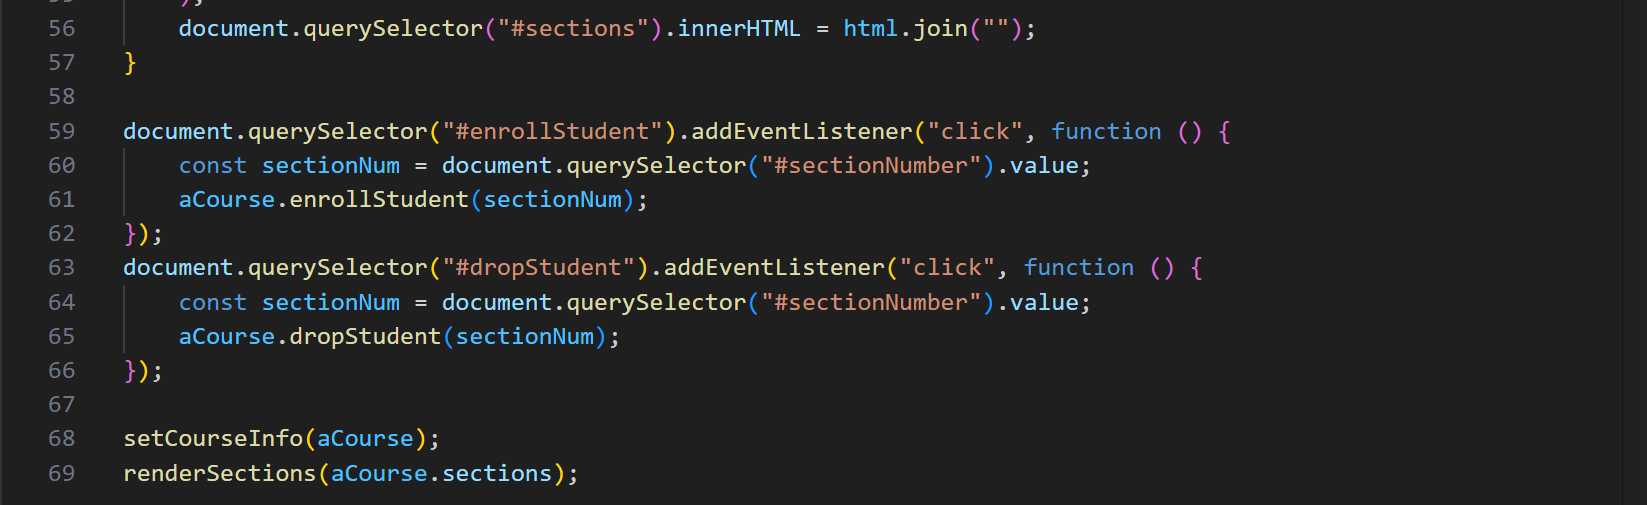 56 document.querySelector("#sections").innerHTML = html.join("");
57 }
58
59 document.querySelector("#enrollStudent").addEventListener("click", function () {
60 const sectionNum = document.querySelector("#sectionNumber").value;
61 aCourse.enrollStudent(sectionNum);
62 });
63 document.querySelector("#dropStudent").addEventListener("click", function () {
64 const sectionNum = document.querySelector("#sectionNumber").value;
65 aCourse.dropStudent(sectionNum);
66 });
67
68 setCourseInfo(aCourse);
69 renderSections(aCourse.sections);